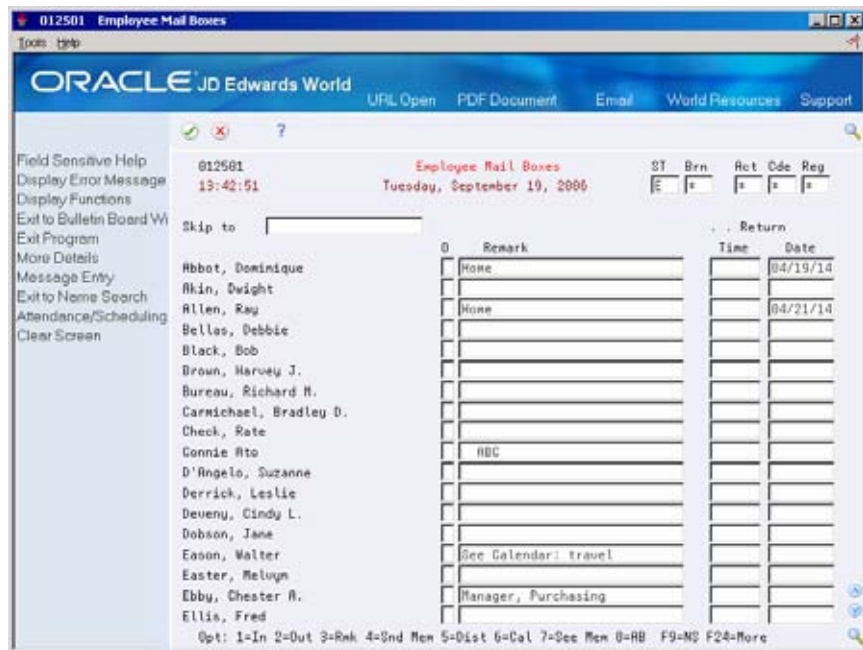 012501 Employee Mail Boxes
Tools Help
ORACLE JD Edwards World
URL Open PDF Document Email World Resources Support
?
Field Sensitive Help
Display Error Message
Display Functions
Exit to Bulletin Board Wi
Exit Program
More Details
Message Entry
Exit to Name Search
Attendance/Scheduling
Clear Screen
012501 Employee Mail Boxes ST Brn Act Cde Reg
13:42:51 Tuesday, September 19, 2006 E * * * *
Skip to . . Return
O Remark Time Date
Abbot, Dominique Home 04/19/14
Akin, Dwight
Allen, Ray Home 04/21/14
Bellas, Debbie
Black, Bob
Brown, Harvey J.
Bureau, Richard M.
Carmichael, Bradley D.
Check, Rate
Connie Ato ABC
D'Angelo, Suzanne
Derrick, Leslie
Deveny, Cindy L.
Dobson, Jane
Eason, Walter See Calendar: travel
Easter, Melvyn
Ebby, Chester A. Manager, Purchasing
Ellis, Fred
Opt: 1=In 2=Out 3=Rmk 4=Snd Mem 5=Dist 6=Cal 7=See Mem 8=AB F9=NS F24=More